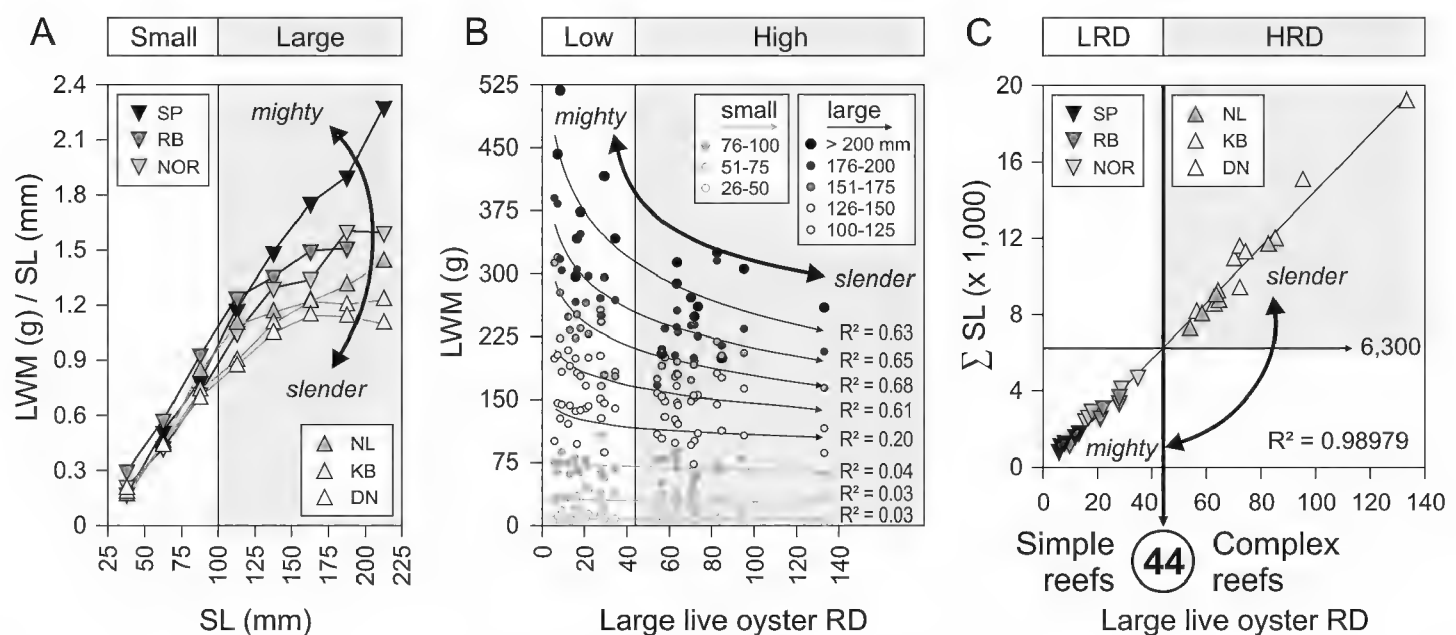 A
Small
Large
2.4
2.1
1.8
1.5
1.2
0.9
0.6
0.3
0
LWM (g) / SL (mm)
SP
RB
NOR
mighty
slender
NL
KB
DN
25
50
75
100
125
150
175
200
225
SL (mm)
B
Low
High
525
450
375
300
225
150
75
0
LWM (g)
mighty
small
76-100
51-75
26-50
large
> 200 mm
176-200
151-175
126-150
100-125
slender
R² = 0.63
R² = 0.65
R² = 0.68
R² = 0.61
R² = 0.20
R² = 0.04
R² = 0.03
R² = 0.03
0
20
40
60
80
100
120
140
Large live oyster RD
C
LRD
HRD
20
16
12
8
4
0
∑ SL (x 1,000)
SP
RB
NOR
NL
KB
DN
slender
6,300
mighty
R² = 0.98979
0
20
40
60
80
100
120
140
Simple
reefs
44
Complex
reefs
Large live oyster RD